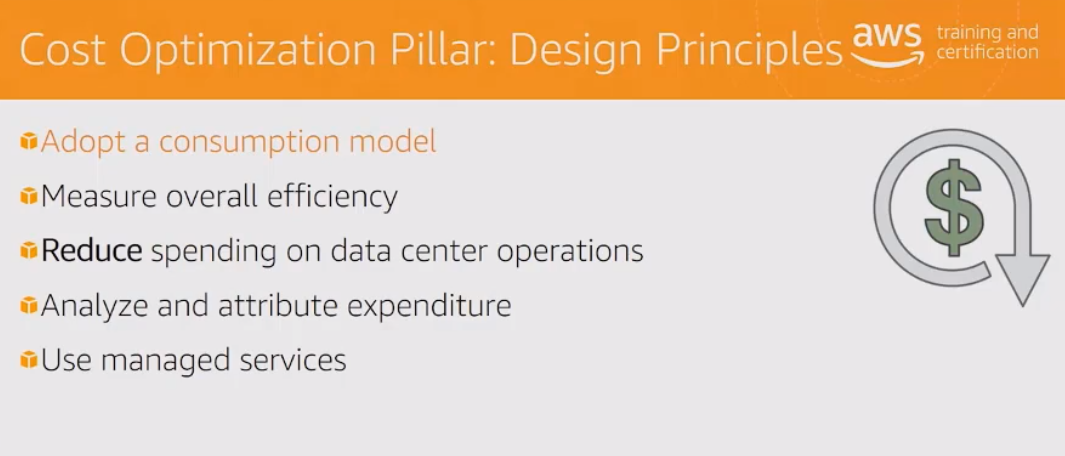 Cost Optimization Pillar: Design Principles
aws training and
certification
Adopt a consumption model
Measure overall efficiency
Reduce spending on data center operations
Analyze and attribute expenditure
Use managed services
$